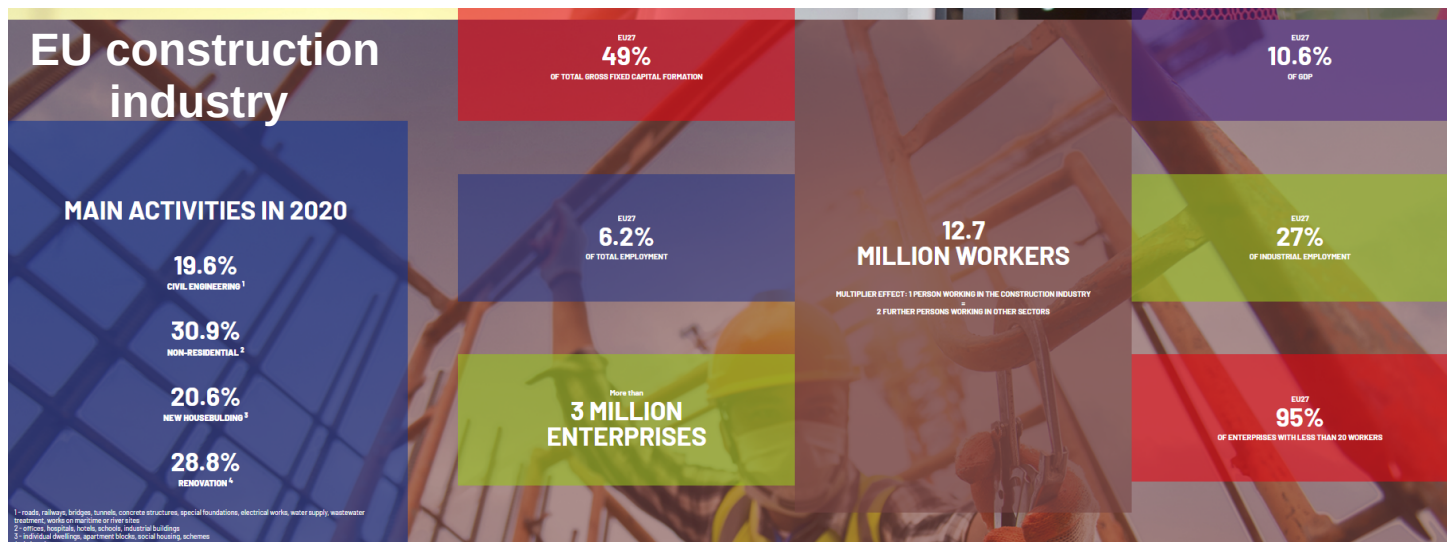 EU construction
industry
MAIN ACTIVITIES IN 2020
19.6%
CIVIL ENGINEERING 1
30.9%
NON-RESIDENTIAL 2
20.6%
NEW HOUSEBUILDING 3
28.8%
RENOVATION 4
1 - roads, railways, bridges, tunnels, concrete structures, special foundations, electrical works, water supply, wastewater
treatment, works on maritime or river sites
2 - offices, hospitals, hotels, schools, industrial buildings
3 - individual dwellings, apartment blocks, social housing, schemes
EU27
49%
OF TOTAL GROSS FIXED CAPITAL FORMATION
EU27
6.2%
OF TOTAL EMPLOYMENT
More than
3 MILLION
ENTERPRISES
12.7
MILLION WORKERS
MULTIPLIER EFFECT: 1 PERSON WORKING IN THE CONSTRUCTION INDUSTRY
=
2 FURTHER PERSONS WORKING IN OTHER SECTORS
EU27
10.6%
OF GDP
EU27
27%
OF INDUSTRIAL EMPLOYMENT
EU27
95%
OF ENTERPRISES WITH LESS THAN 20 WORKERS